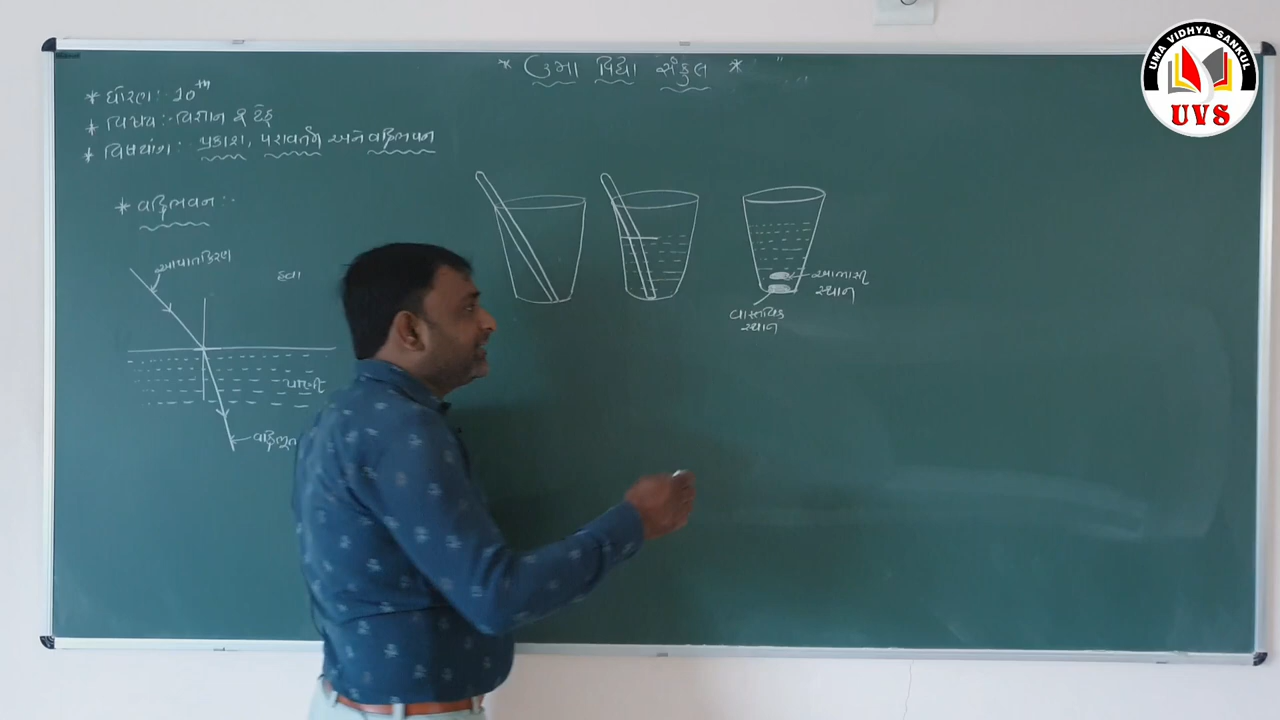 * ઉમા વિદ્યા સંકુલ *
* ધોરણ :- 10th
* વિષય :- વિજ્ઞાન & ટેક
* વિષયાંગ :- પ્રકાશ, પરાવર્તન અને વક્રીભવન
* વક્રીભવન :-
આપાતકિરણ
હવા
પાણી
વક્રીભૂત
આભાસી
સ્થાન
વાસ્તવિક
સ્થાન
UMA VIDHYA SANKUL
UVS